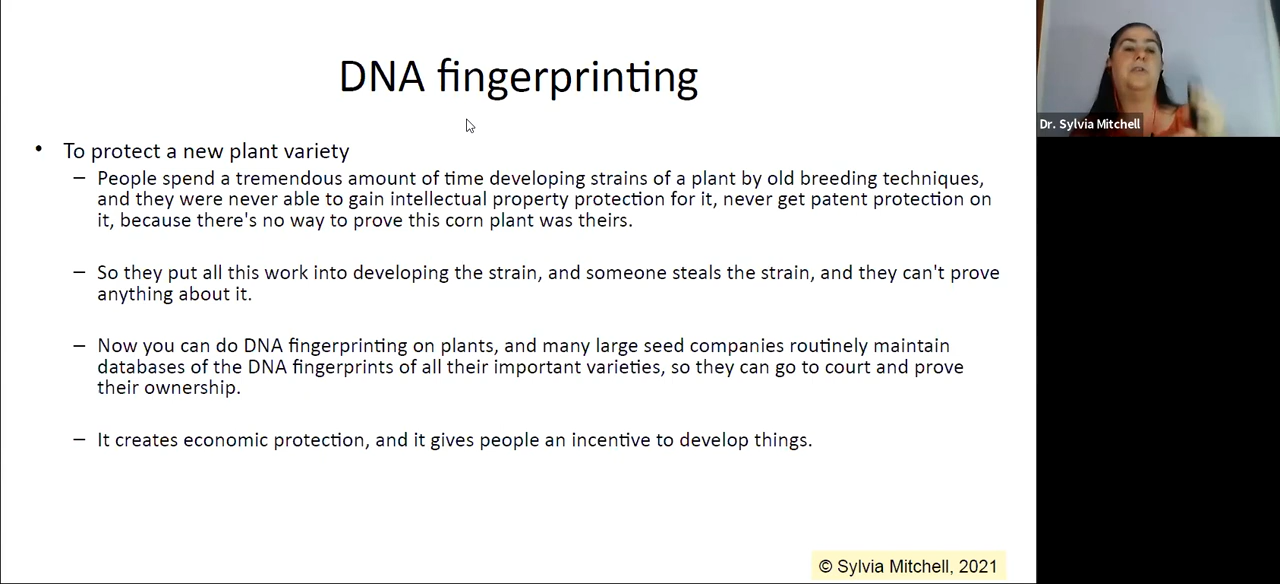 DNA fingerprinting
• To protect a new plant variety
– People spend a tremendous amount of time developing strains of a plant by old breeding techniques,
and they were never able to gain intellectual property protection for it, never get patent protection on
it, because there's no way to prove this corn plant was theirs.
– So they put all this work into developing the strain, and someone steals the strain, and they can't prove
anything about it.
– Now you can do DNA fingerprinting on plants, and many large seed companies routinely maintain
databases of the DNA fingerprints of all their important varieties, so they can go to court and prove
their ownership.
– It creates economic protection, and it gives people an incentive to develop things.
© Sylvia Mitchell, 2021
Dr. Sylvia Mitchell